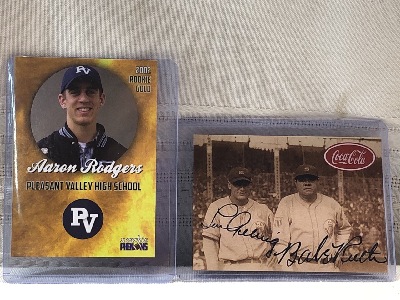 PV
2002
ROOKIE
GOLD
Aaron Rodgers
PLEASANT VALLEY HIGH SCHOOL
PV
Coca-Cola
Lou Gehrig
Babe Ruth